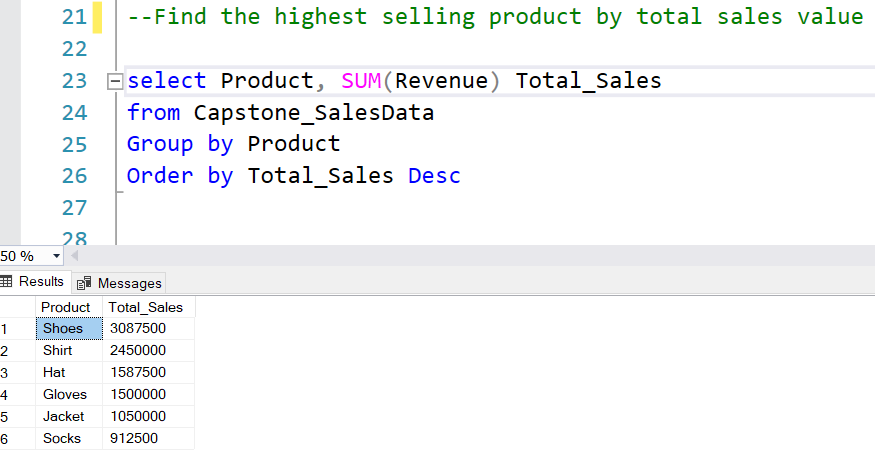 21 --Find the highest selling product by total sales value
22
23 select Product, SUM(Revenue) Total_Sales
24 from Capstone_SalesData
25 Group by Product
26 Order by Total_Sales Desc
27
28
50 %
Results Messages
Product Total_Sales
1 Shoes 3087500
2 Shirt 2450000
3 Hat 1587500
4 Gloves 1500000
5 Jacket 1050000
6 Socks 912500